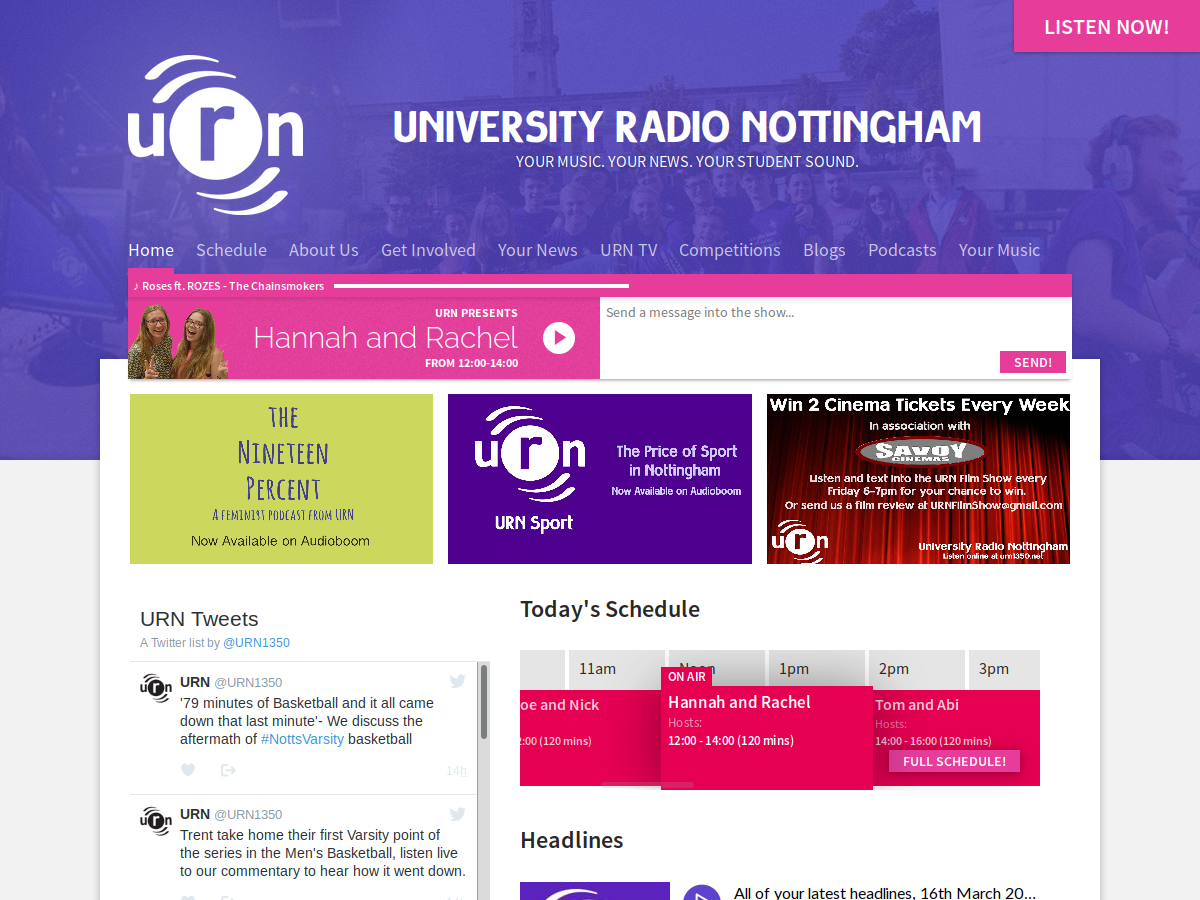 LISTEN NOW!
urn
UNIVERSITY RADIO NOTTINGHAM
YOUR MUSIC. YOUR NEWS. YOUR STUDENT SOUND.
Home Schedule About Us Get Involved Your News URN TV Competitions Blogs Podcasts Your Music
♪ Roses ft. ROZES - The Chainsmokers
URN PRESENTS
Hannah and Rachel
FROM 12:00-14:00
Send a message into the show...
SEND!
THE
NINETEEN
PERCENT
A FEMINIST PODCAST FROM URN
Now Available on Audioboom
urn
URN Sport
The Price of Sport
in Nottingham
Now Available on Audioboom
Win 2 Cinema Tickets Every Week
In association with
SAVOY
CINEMAS
Listen and text into the URN Film Show every
Friday 6-7pm for your chance to win.
Or send us a film review at URNFilmShow@gmail.com
urn
University Radio Nottingham
Listen online at urn1350.net
URN Tweets
A Twitter list by @URN1350
urn
URN @URN1350
'79 minutes of Basketball and it all came
down that last minute'- We discuss the
aftermath of #NottsVarsity basketball
14h
urn
URN @URN1350
Trent take home their first Varsity point of
the series in the Men's Basketball, listen live
to our commentary to hear how it went down.
Today's Schedule
11am Noon 1pm 2pm 3pm
ON AIR
oe and Nick
2:00 (120 mins)
Hannah and Rachel
Hosts:
12:00 - 14:00 (120 mins)
Tom and Abi
Hosts:
14:00 - 16:00 (120 mins)
FULL SCHEDULE!
Headlines
All of your latest headlines, 16th March 20...